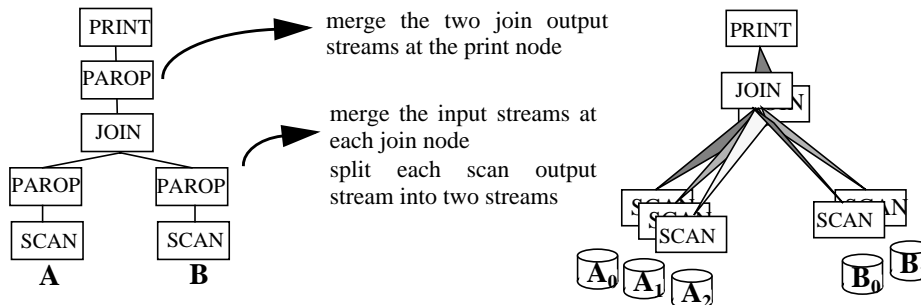 PRINT
PAROP
JOIN
PAROP PAROP
SCAN SCAN
A B
merge the two join output
streams at the print node
merge the input streams at
each join node
split each scan output
stream into two streams
PRINT
JOIN
SCAN
SCAN SCAN
A₀ A₁ A₂ B₀ B